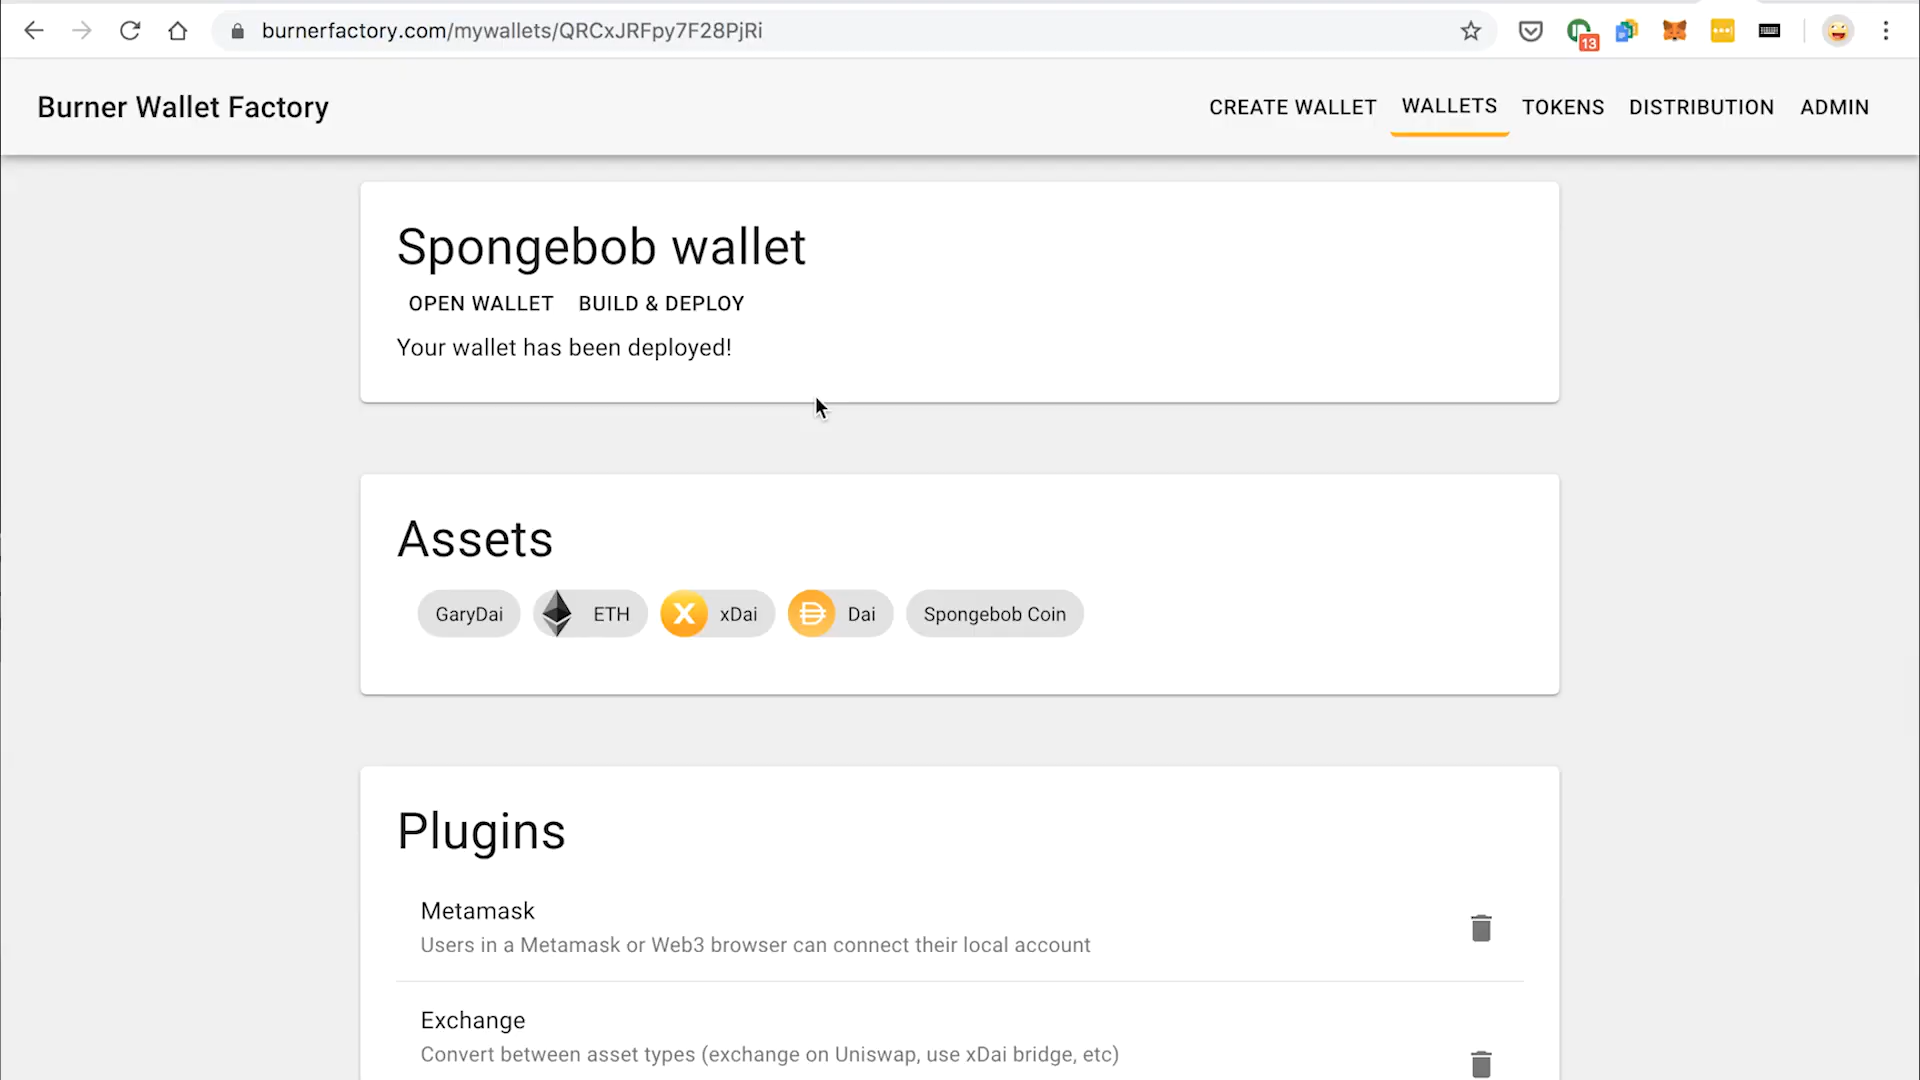 burnerfactory.com/mywallets/QRCxJRFpy7F28PjRi
13
Burner Wallet Factory
CREATE WALLET WALLETS TOKENS DISTRIBUTION ADMIN
Spongebob wallet
OPEN WALLET BUILD & DEPLOY
Your wallet has been deployed!
Assets
GaryDai ETH xDai Dai Spongebob Coin
Plugins
Metamask
Users in a Metamask or Web3 browser can connect their local account
Exchange
Convert between asset types (exchange on Uniswap, use xDai bridge, etc)